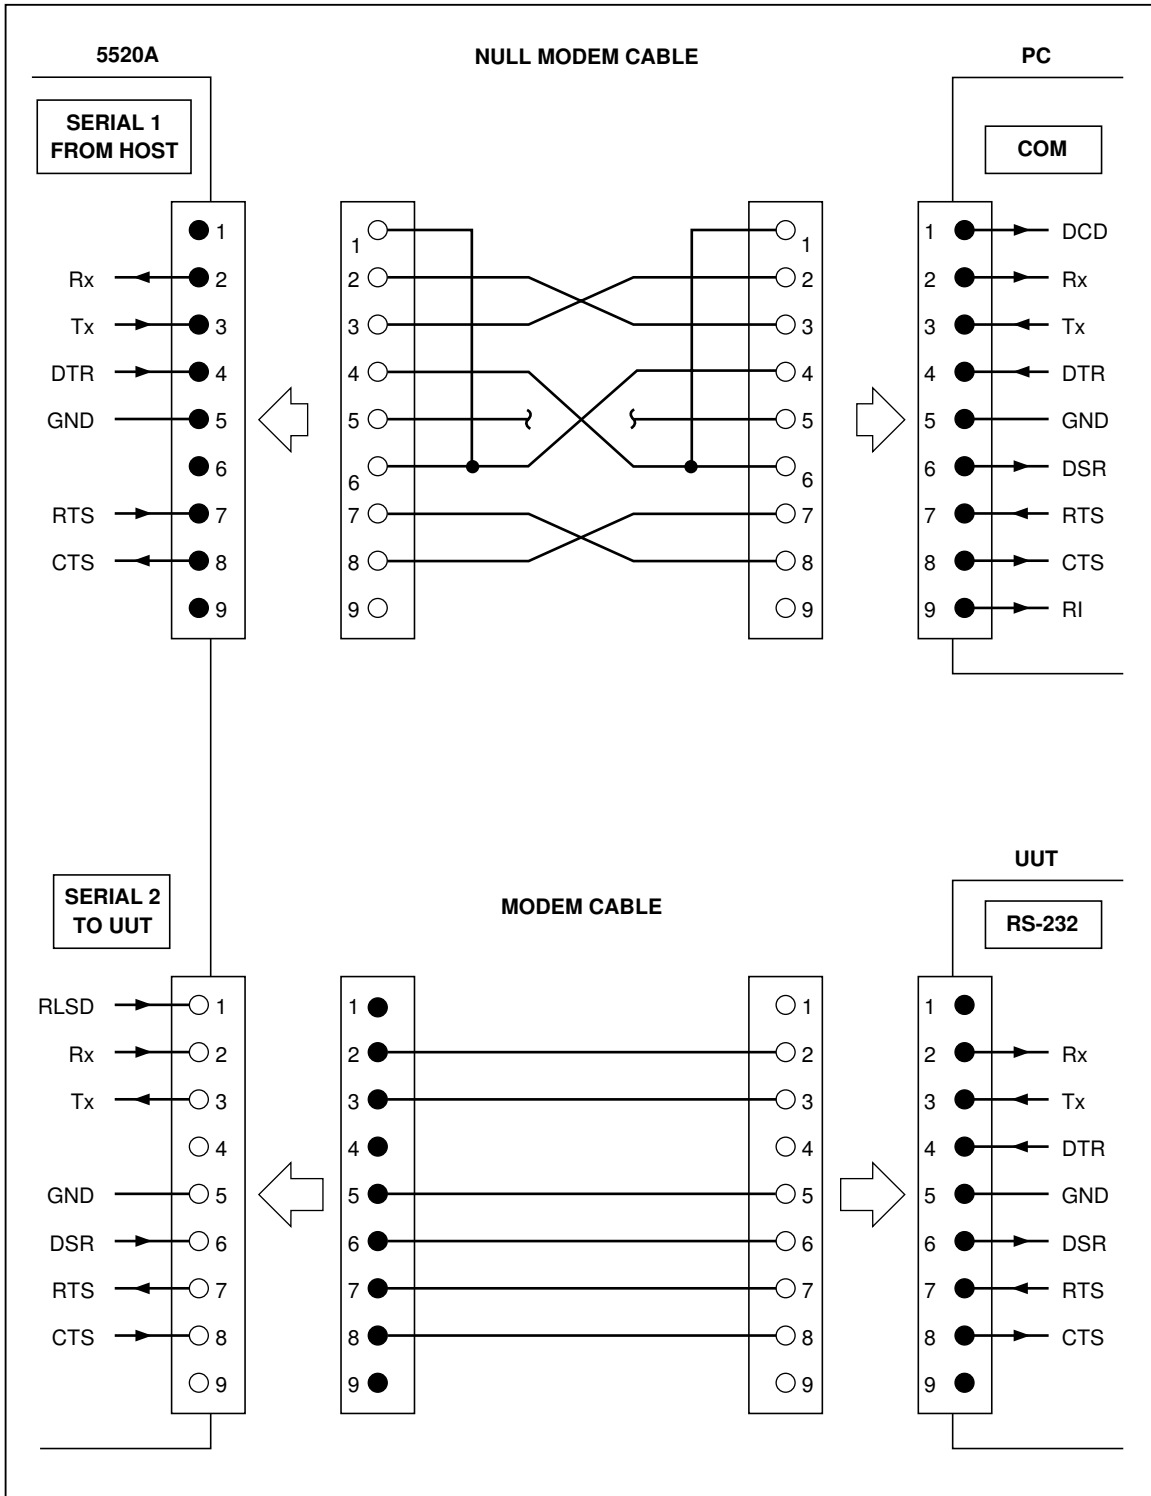 5520A NULL MODEM CABLE PC
SERIAL 1
FROM HOST
COM
1 1 1 1 DCD
Rx 2 2 2 2 Rx
Tx 3 3 3 3 Tx
DTR 4 4 4 4 DTR
GND 5 5 5 5 GND
6 6 6 6 DSR
RTS 7 7 7 7 RTS
CTS 8 8 8 8 CTS
9 9 9 9 RI
UUT
SERIAL 2
TO UUT
MODEM CABLE
RS-232
RLSD 1 1 1 1
Rx 2 2 2 2 Rx
Tx 3 3 3 3 Tx
4 4 4 4 DTR
GND 5 5 5 5 GND
DSR 6 6 6 6 DSR
RTS 7 7 7 7 RTS
CTS 8 8 8 8 CTS
9 9 9 9